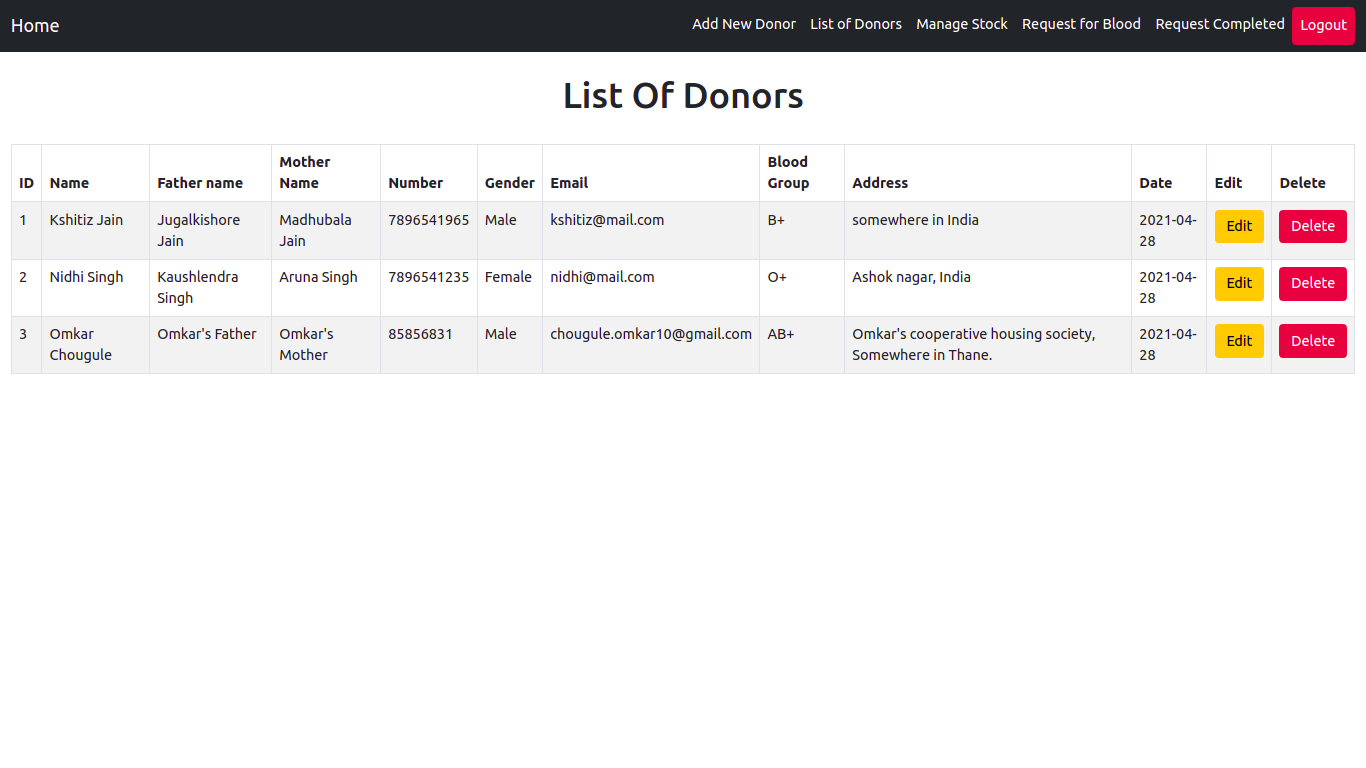 Home Add New Donor List of Donors Manage Stock Request for Blood Request Completed Logout
List Of Donors
ID Name Father name Mother Name Number Gender Email Blood Group Address Date Edit Delete
1 Kshitiz Jain Jugalkishore Jain Madhubala Jain 7896541965 Male kshitiz@mail.com B+ somewhere in India 2021-04-28 Edit Delete
2 Nidhi Singh Kaushlendra Singh Aruna Singh 7896541235 Female nidhi@mail.com O+ Ashok nagar, India 2021-04-28 Edit Delete
3 Omkar Chougule Omkar's Father Omkar's Mother 85856831 Male chougule.omkar10@gmail.com AB+ Omkar's cooperative housing society, Somewhere in Thane. 2021-04-28 Edit Delete